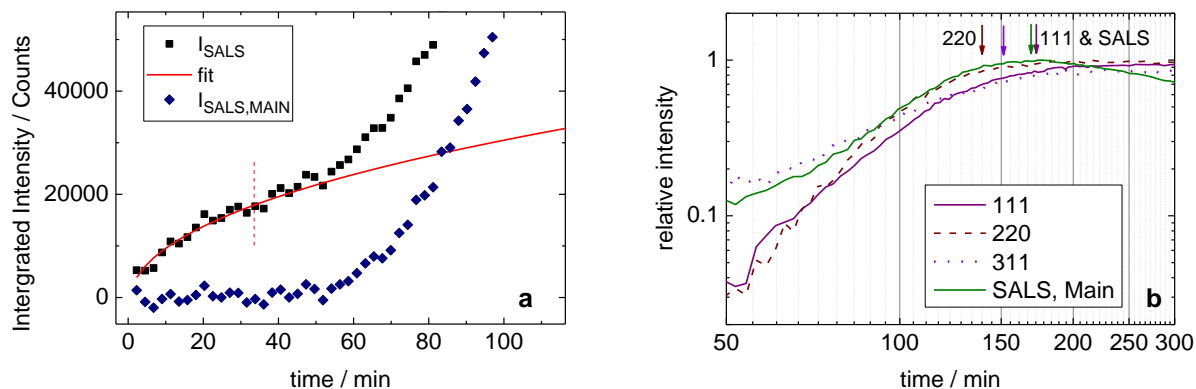 Intergrated Intensity / Counts
40000
20000
0
I_SALS
fit
I_SALS,MAIN
a
0 20 40 60 80 100
time / min
relative intensity
1
0.1
220
111 & SALS
111
220
311
SALS, Main
b
50 100 150 200 250 300
time / min